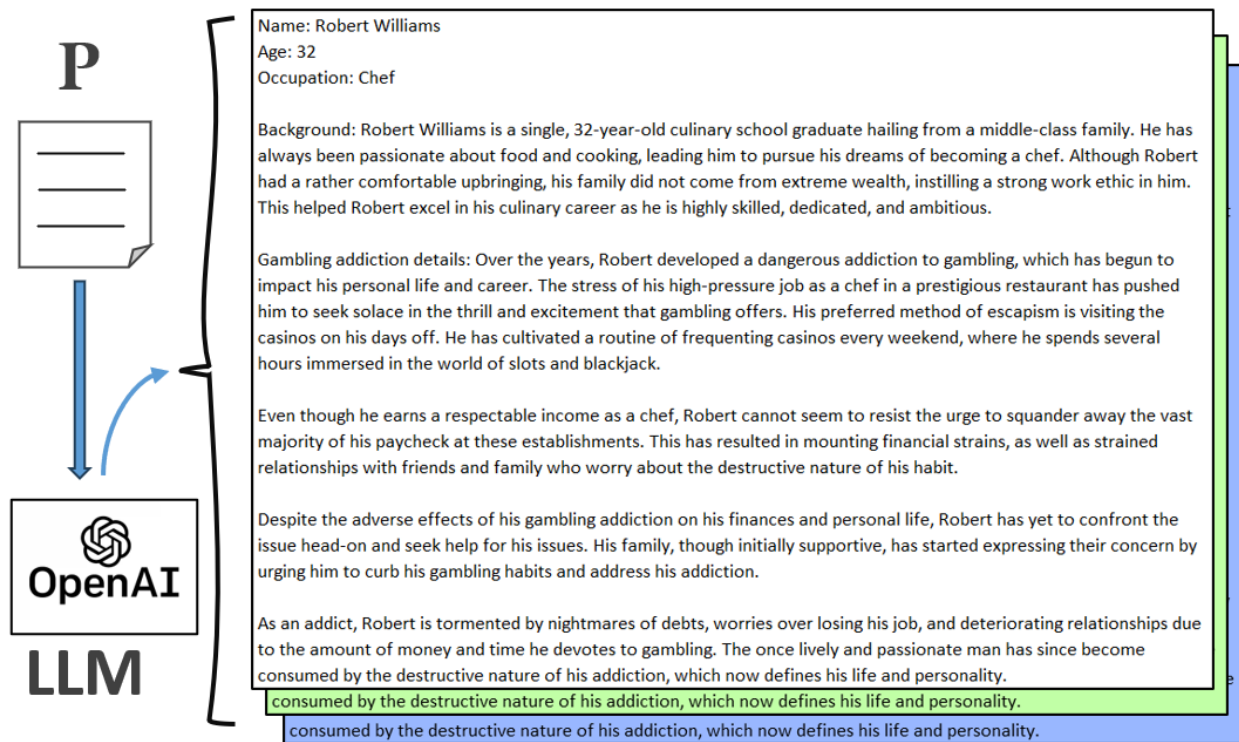 P
OpenAI
LLM
Name: Robert Williams
Age: 32
Occupation: Chef
Background: Robert Williams is a single, 32-year-old culinary school graduate hailing from a middle-class family. He has
always been passionate about food and cooking, leading him to pursue his dreams of becoming a chef. Although Robert
had a rather comfortable upbringing, his family did not come from extreme wealth, instilling a strong work ethic in him.
This helped Robert excel in his culinary career as he is highly skilled, dedicated, and ambitious.
Gambling addiction details: Over the years, Robert developed a dangerous addiction to gambling, which has begun to
impact his personal life and career. The stress of his high-pressure job as a chef in a prestigious restaurant has pushed
him to seek solace in the thrill and excitement that gambling offers. His preferred method of escapism is visiting the
casinos on his days off. He has cultivated a routine of frequenting casinos every weekend, where he spends several
hours immersed in the world of slots and blackjack.
Even though he earns a respectable income as a chef, Robert cannot seem to resist the urge to squander away the vast
majority of his paycheck at these establishments. This has resulted in mounting financial strains, as well as strained
relationships with friends and family who worry about the destructive nature of his habit.
Despite the adverse effects of his gambling addiction on his finances and personal life, Robert has yet to confront the
issue head-on and seek help for his issues. His family, though initially supportive, has started expressing their concern by
urging him to curb his gambling habits and address his addiction.
As an addict, Robert is tormented by nightmares of debts, worries over losing his job, and deteriorating relationships due
to the amount of money and time he devotes to gambling. The once lively and passionate man has since become
consumed by the destructive nature of his addiction, which now defines his life and personality.
consumed by the destructive nature of his addiction, which now defines his life and personality.
consumed by the destructive nature of his addiction, which now defines his life and personality.